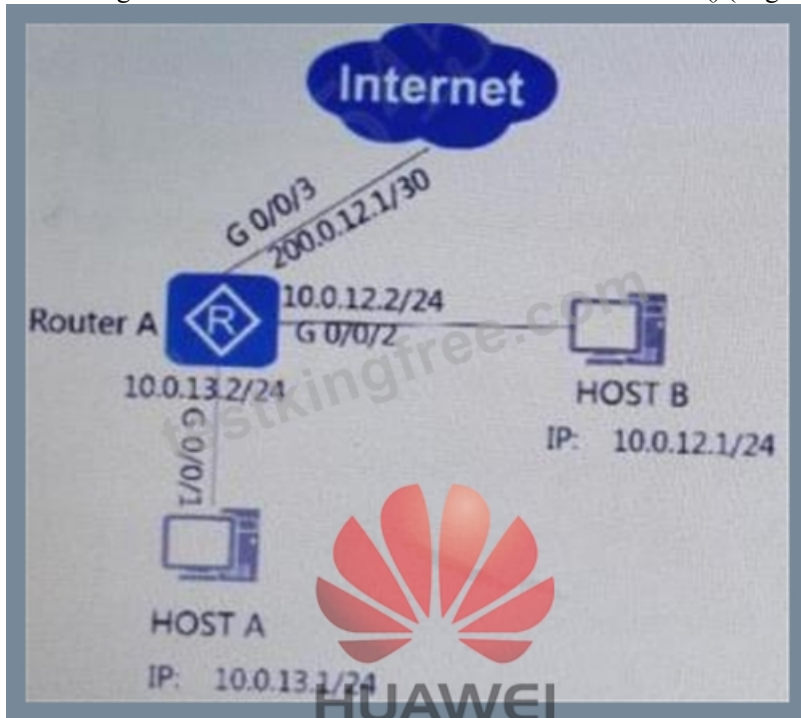 Internet
G 0/0/3
200.0.12.1/30
Router A
R
10.0.12.2/24
G 0/0/2
10.0.13.2/24
G 0/0/1
HOST B
IP: 10.0.12.1/24
HOST A
IP: 10.0.13.1/24
HUAWEI